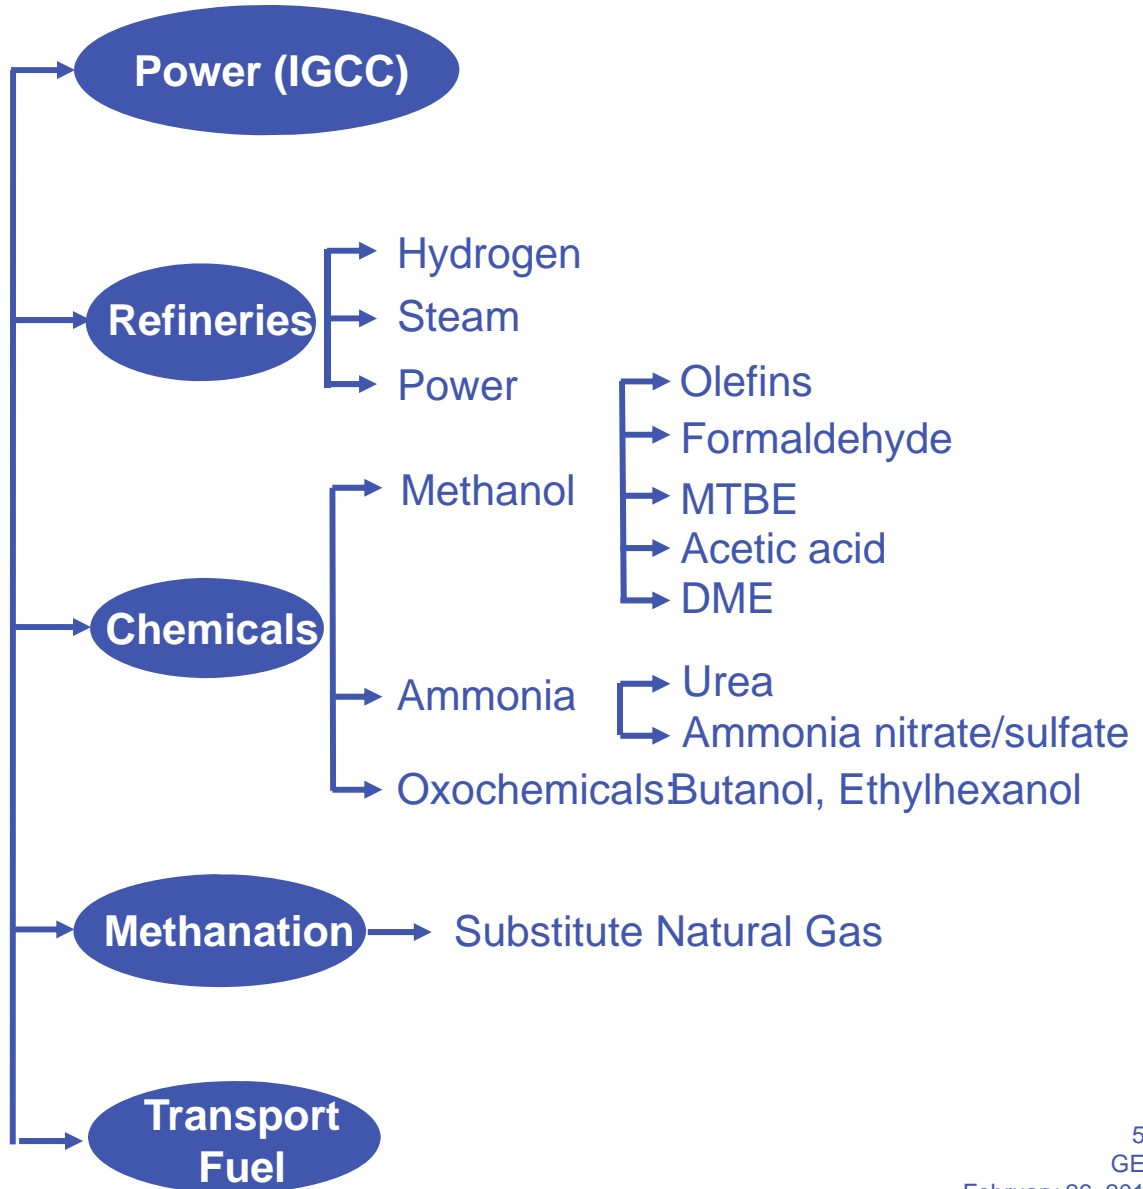 Power (IGCC)
Refineries
Hydrogen
Steam
Power
Chemicals
Methanol
Olefins
Formaldehyde
MTBE
Acetic acid
DME
Ammonia
Urea
Ammonia nitrate/sulfate
Oxochemicals: Butanol, Ethylhexanol
Methanation
Substitute Natural Gas
Transport
Fuel
5
GE